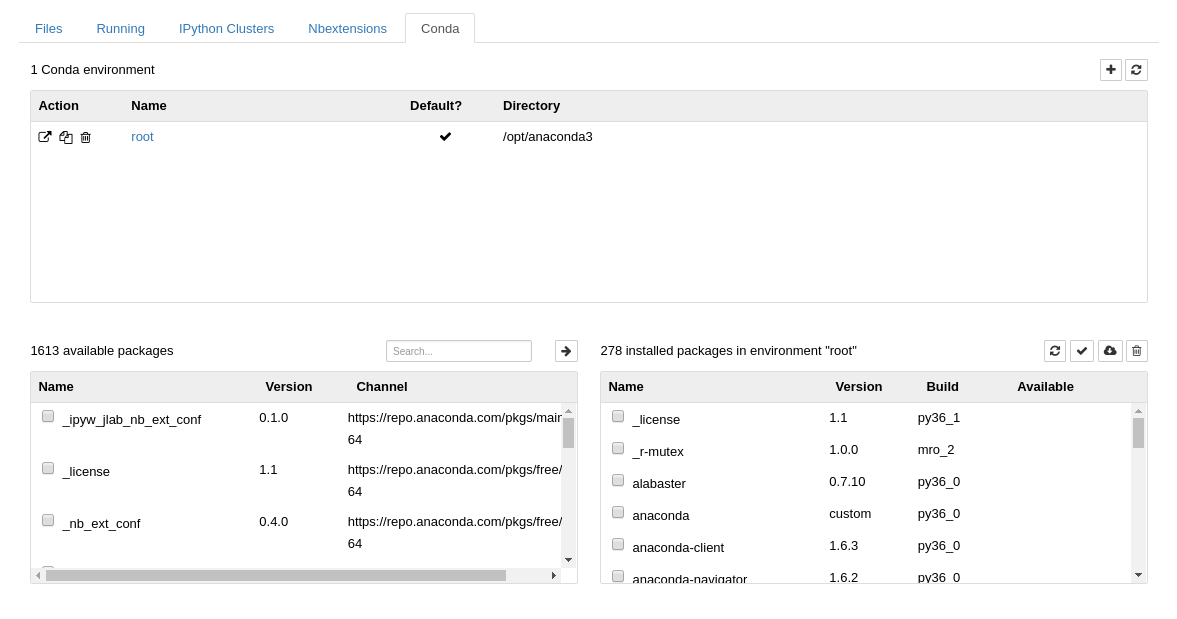 Files Running IPython Clusters Nbextensions Conda
1 Conda environment
Action Name Default? Directory
root /opt/anaconda3
1613 available packages Search...
Name Version Channel
_ipyw_jlab_nb_ext_conf 0.1.0 https://repo.anaconda.com/pkgs/main
64
_license 1.1 https://repo.anaconda.com/pkgs/free/
64
_nb_ext_conf 0.4.0 https://repo.anaconda.com/pkgs/free/
64
278 installed packages in environment "root"
Name Version Build Available
_license 1.1 py36_1
_r-mutex 1.0.0 mro_2
alabaster 0.7.10 py36_0
anaconda custom py36_0
anaconda-client 1.6.3 py36_0
anaconda-navigator 1.6.2 py36_0